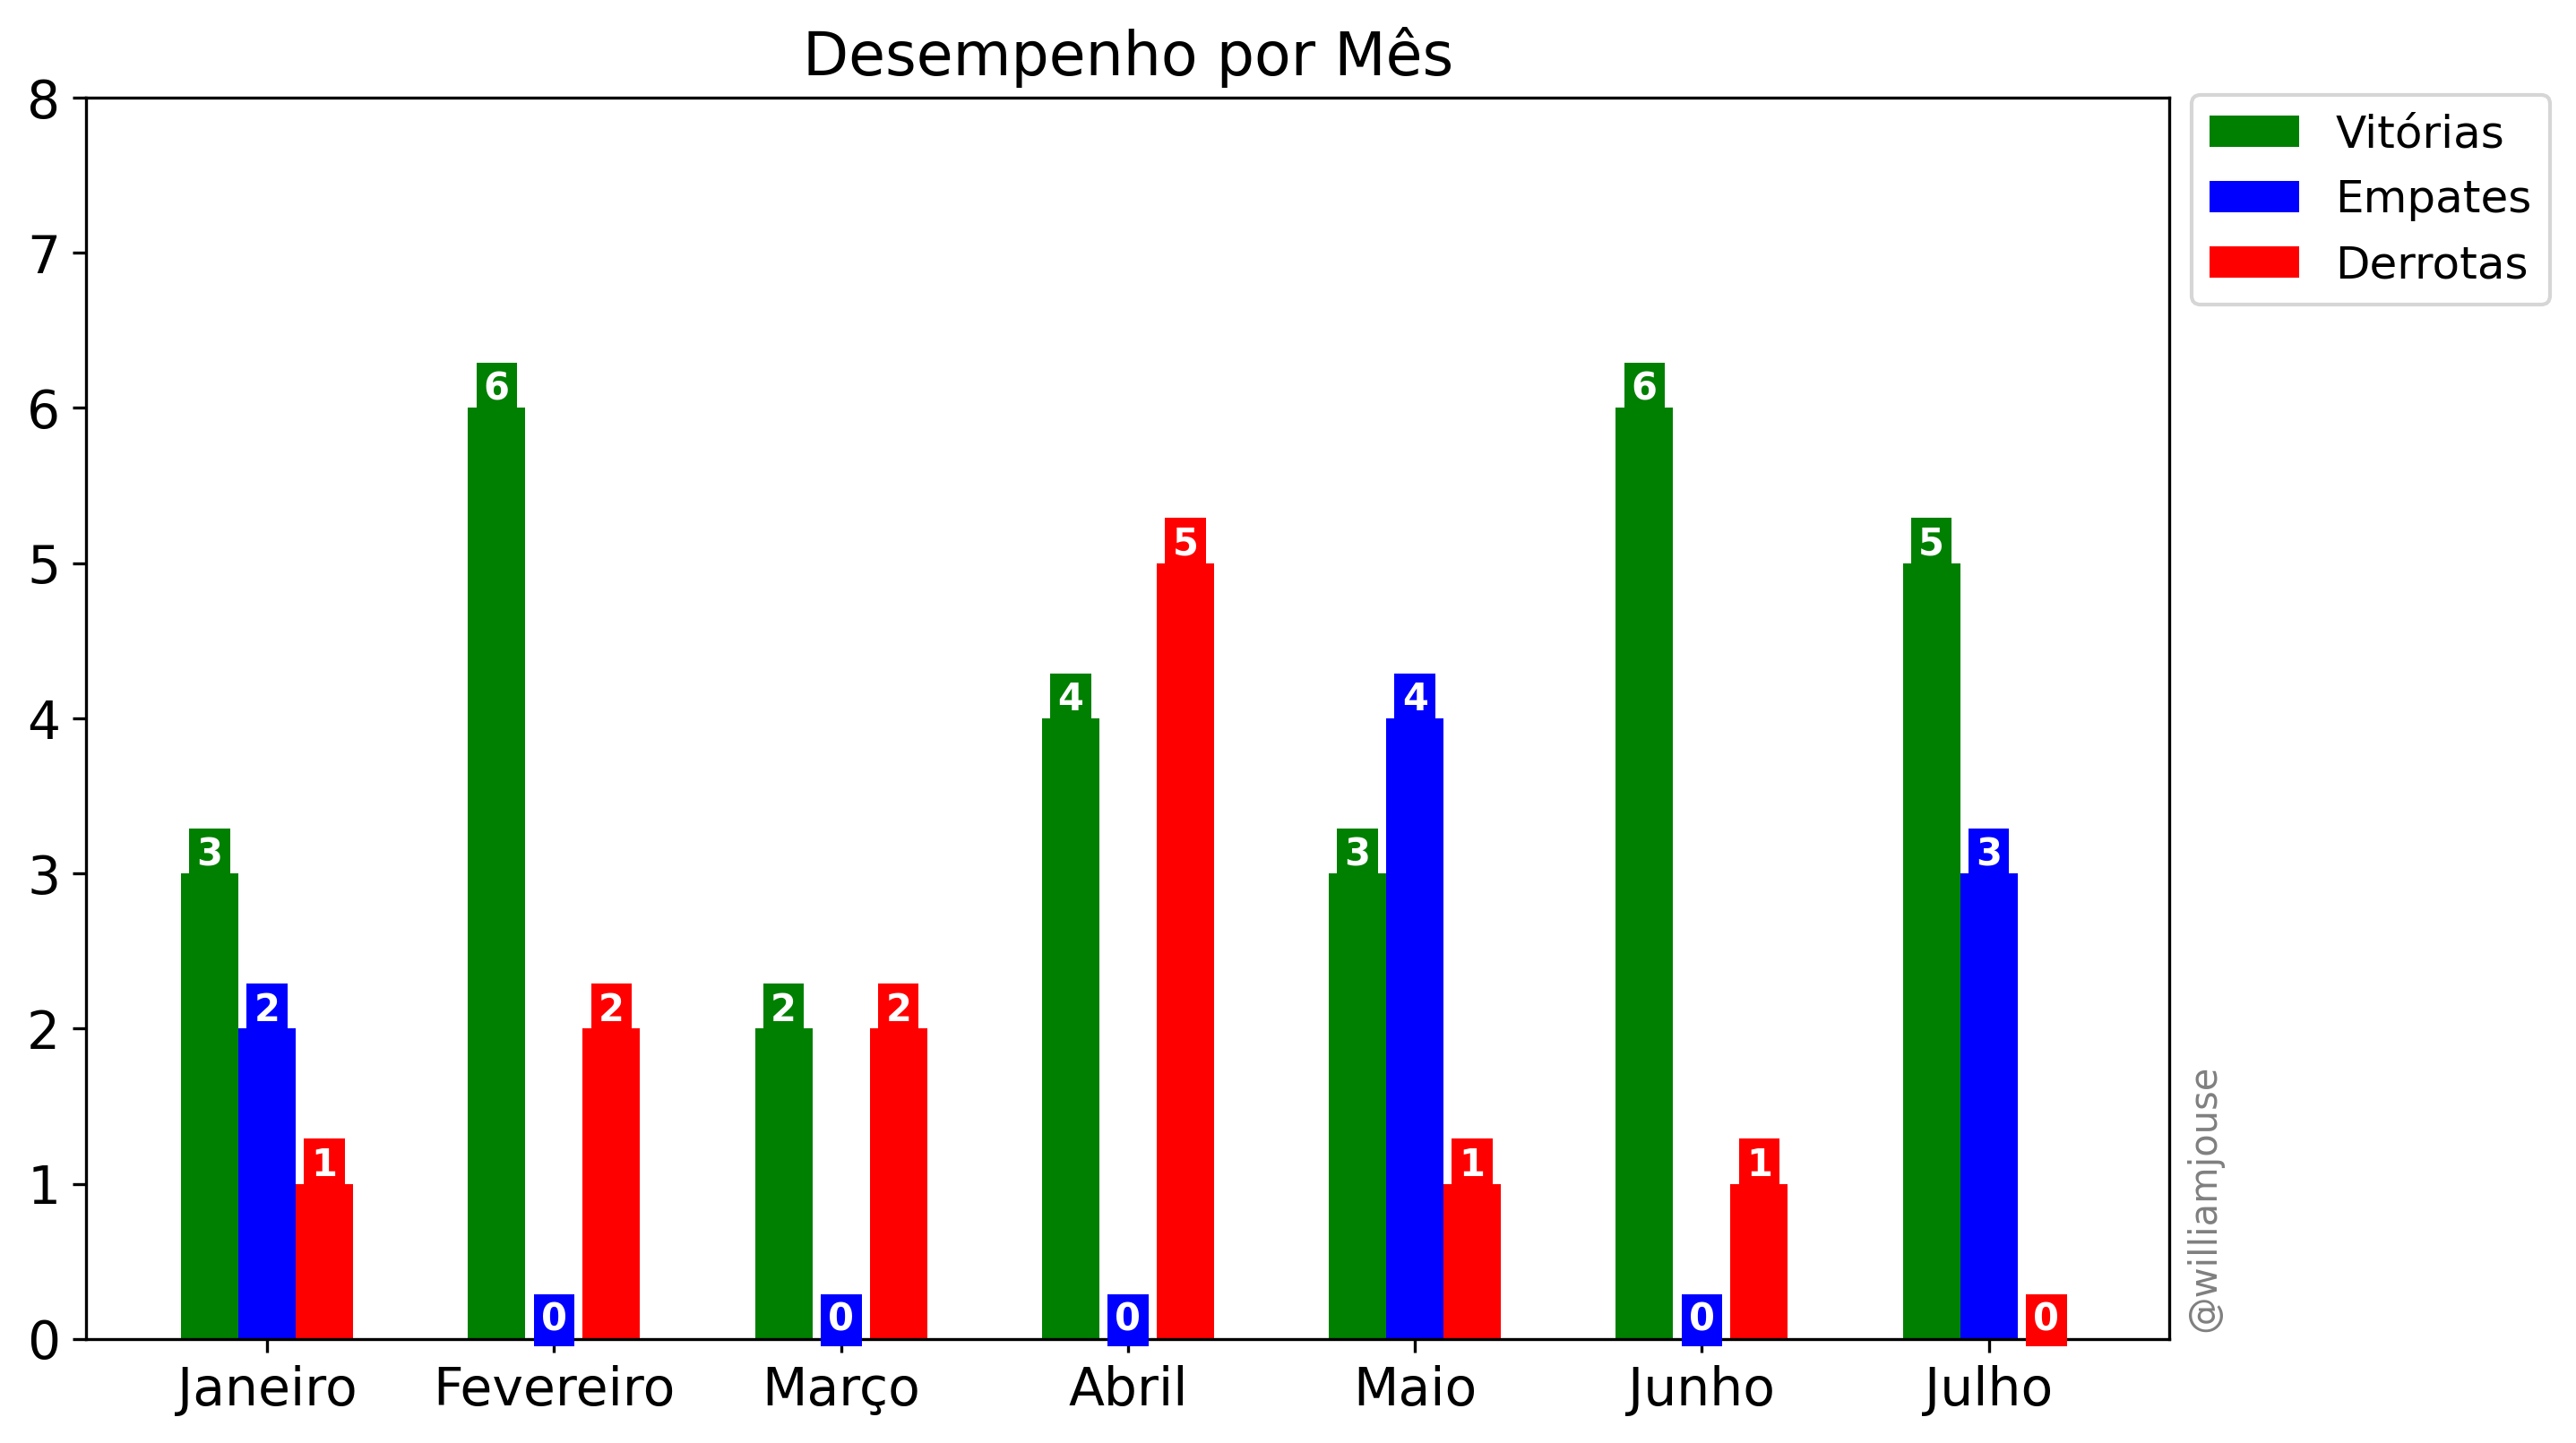 Desempenho por Mês
Vitórias
Empates
Derrotas
8
7
6
5
4
3
2
1
0
3 2 1
6 0 2
2 0 2
4 0 5
3 4 1
6 0 1
5 3 0
Janeiro Fevereiro Março Abril Maio Junho Julho
@williamjouse